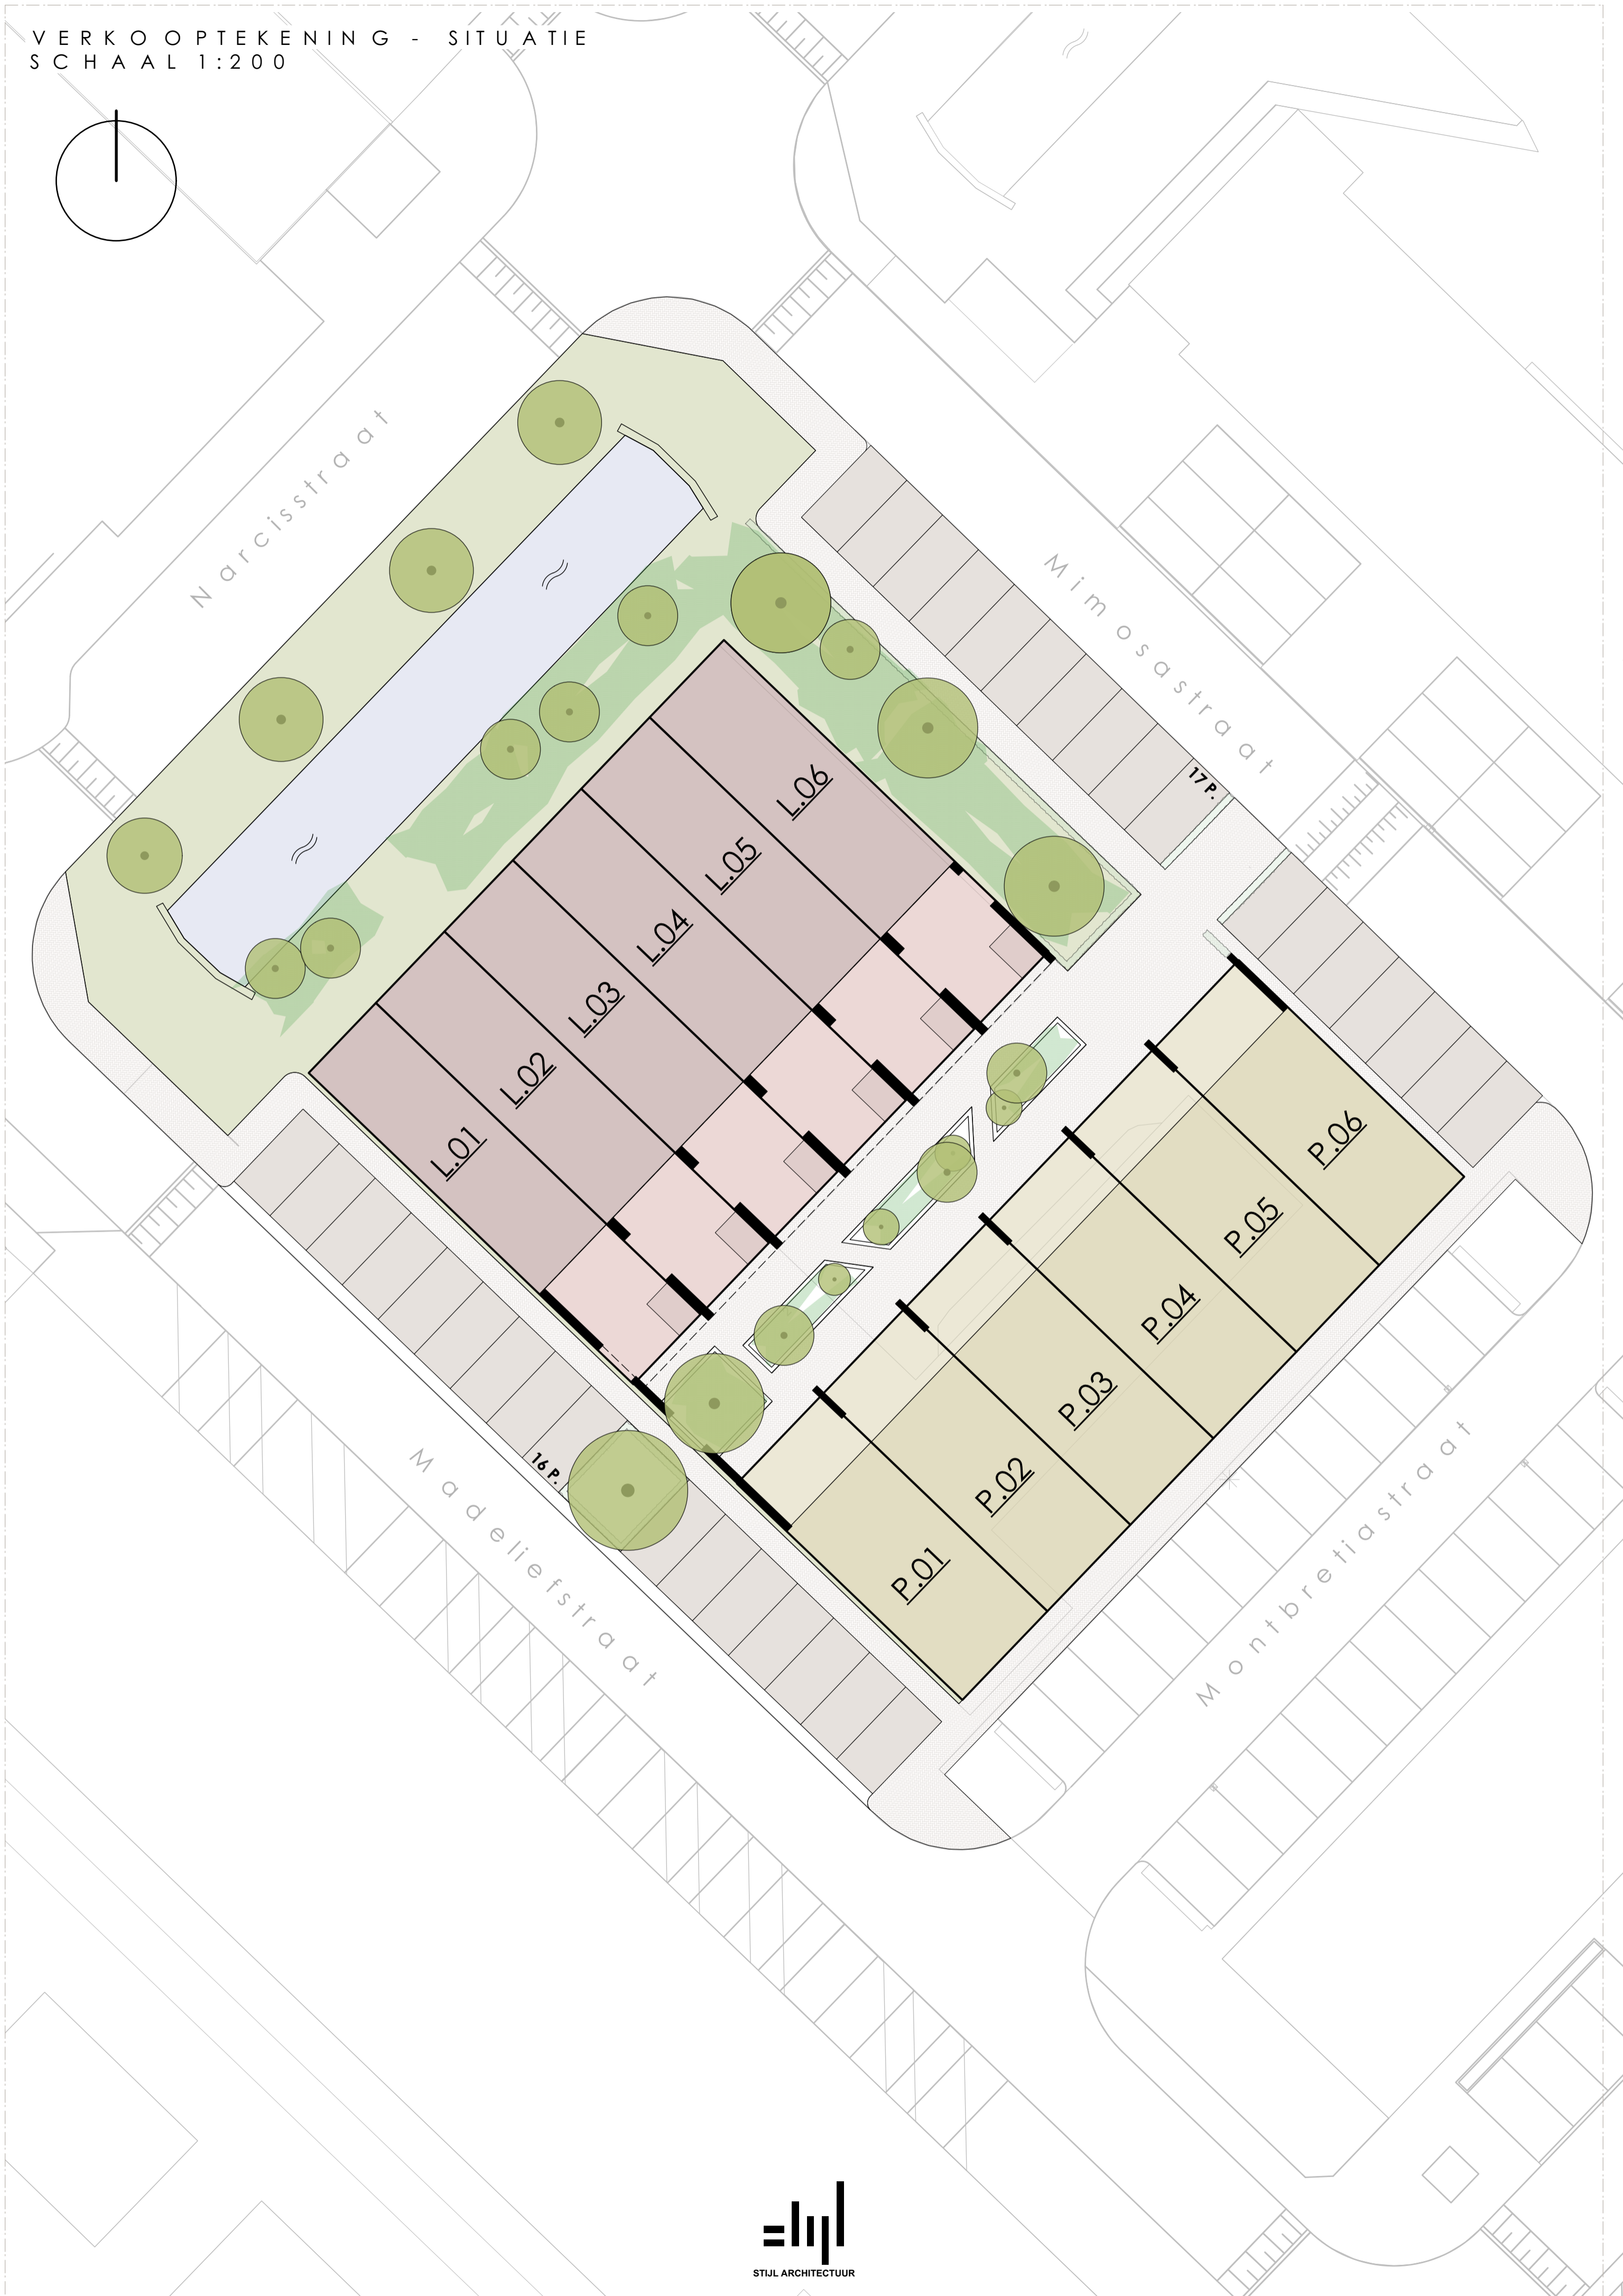 VERKOOPTEKENING - SITUATIE
SCHAAL 1:200
Narcisstraat
Mimosastraat
17 P.
L.06
L.05
L.04
L.03
L.02
L.01
P.06
P.05
P.04
P.03
P.02
P.01
16 P.
Madeliefstraat
Montbretiastraat
stijl
STIJL ARCHITECTUUR